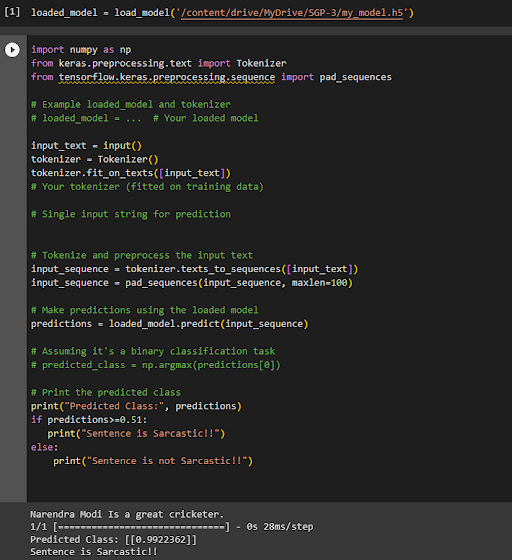 [1] loaded_model = load_model('/content/drive/MyDrive/SGP-3/my_model.h5')
import numpy as np
from keras.preprocessing.text import Tokenizer
from tensorflow.keras.preprocessing.sequence import pad_sequences
# Example loaded_model and tokenizer
# loaded_model = ...  # Your loaded model
input_text = input()
tokenizer = Tokenizer()
tokenizer.fit_on_texts([input_text])
# Your tokenizer (fitted on training data)
# Single input string for prediction
# Tokenize and preprocess the input text
input_sequence = tokenizer.texts_to_sequences([input_text])
input_sequence = pad_sequences(input_sequence, maxlen=100)
# Make predictions using the loaded model
predictions = loaded_model.predict(input_sequence)
# Assuming it's a binary classification task
# predicted_class = np.argmax(predictions[0])
# Print the predicted class
print("Predicted Class:", predictions)
if predictions>=0.51:
   print("Sentence is Sarcastic!!")
else:
    print("Sentence is not Sarcastic!!")
Narendra Modi Is a great cricketer.
1/1 [==============================] - 0s 28ms/step
Predicted Class: [[0.9922362]]
Sentence is Sarcastic!!